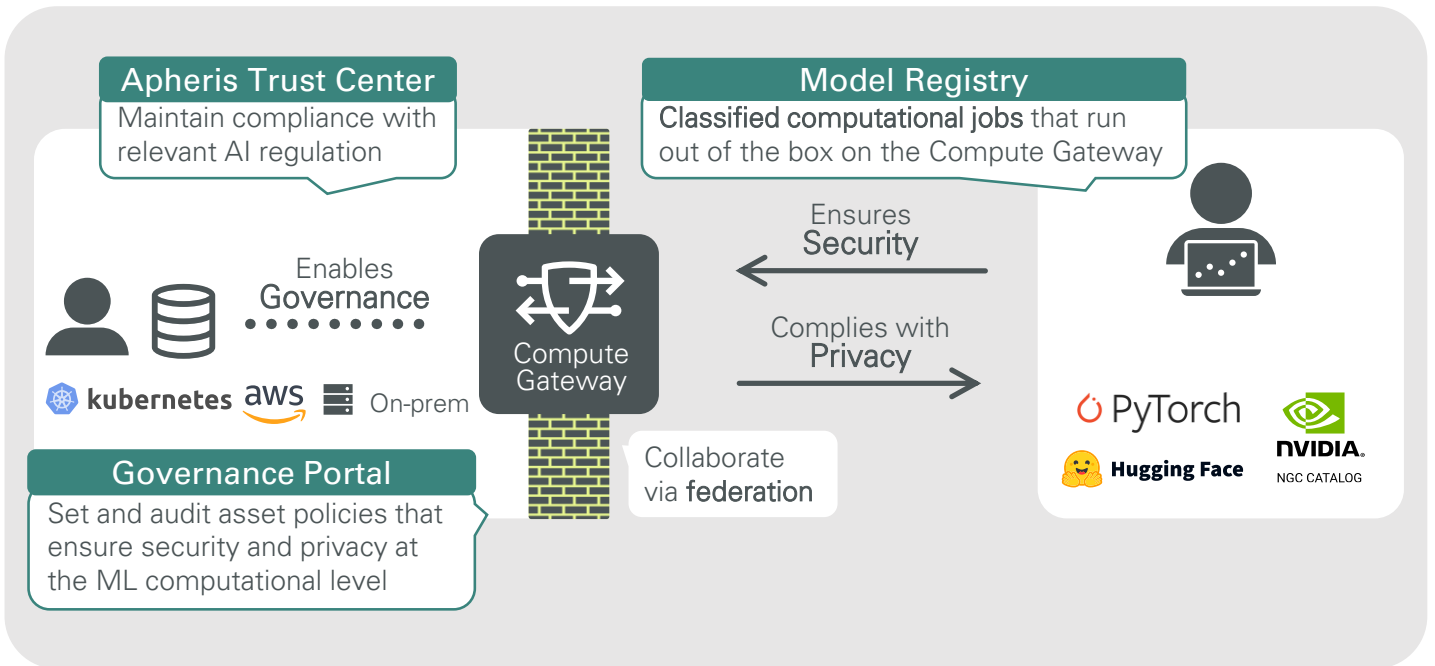 Apheris Trust Center
Maintain compliance with
relevant AI regulation
Model Registry
Classified computational jobs that run
out of the box on the Compute Gateway
Enables
Governance
kubernetes
aws
On-prem
Compute
Gateway
Ensures
Security
Complies with
Privacy
Collaborate
via federation
PyTorch
Hugging Face
NVIDIA.
NGC CATALOG
Governance Portal
Set and audit asset policies that
ensure security and privacy at
the ML computational level